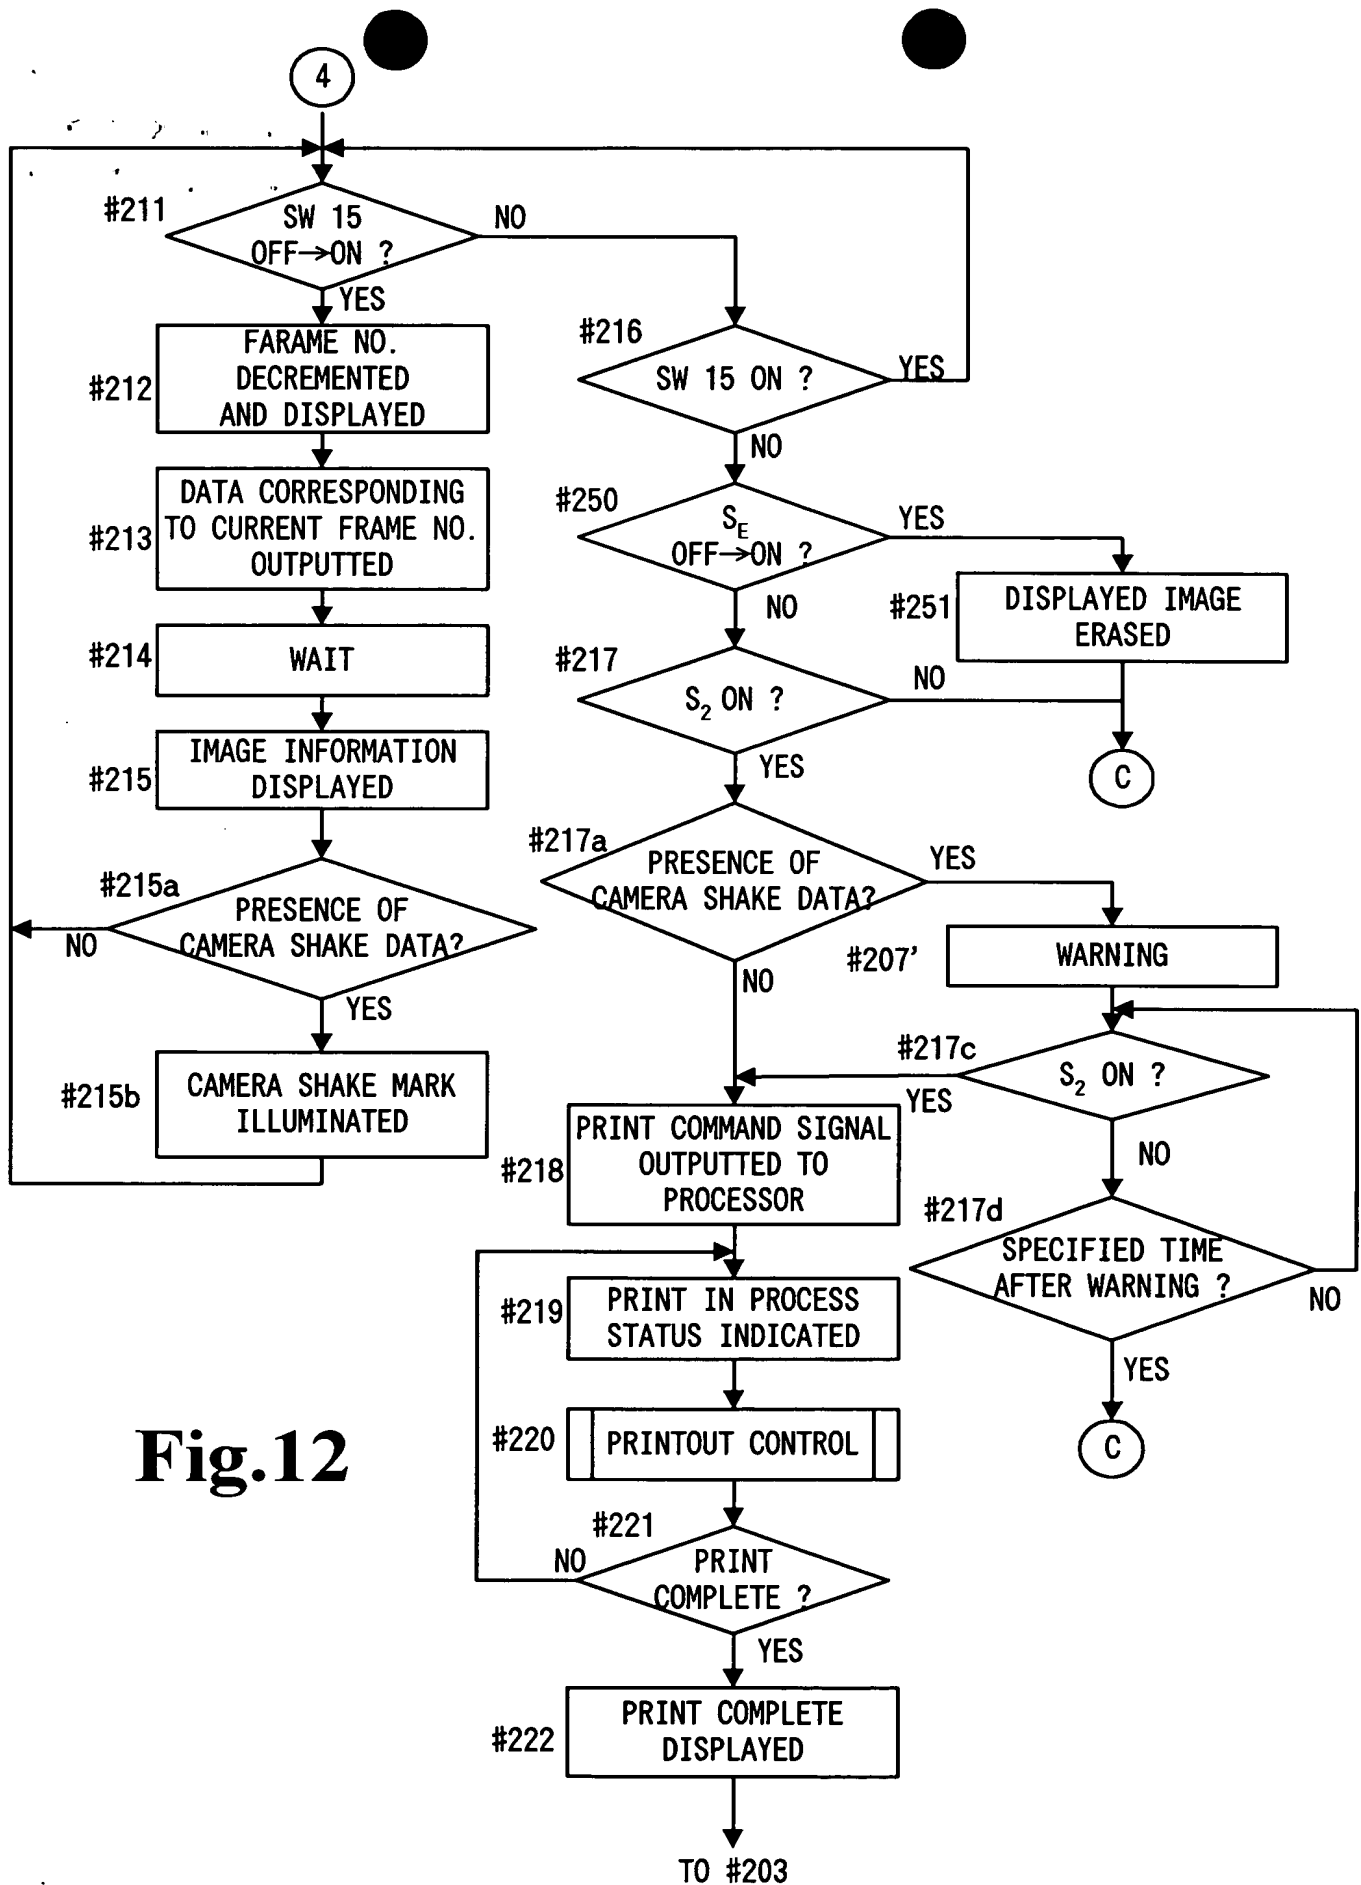 4
#211
SW 15
OFF→ON ?
NO
YES
#212
FARAME NO.
DECREMENTED
AND DISPLAYED
#213
DATA CORRESPONDING
TO CURRENT FRAME NO.
OUTPUTTED
#214
WAIT
#215
IMAGE INFORMATION
DISPLAYED
#215a
PRESENCE OF
CAMERA SHAKE DATA?
NO
YES
#215b
CAMERA SHAKE MARK
ILLUMINATED
#216
SW 15 ON ?
YES
NO
#250
SE
OFF→ON ?
YES
NO
#251
DISPLAYED IMAGE
ERASED
#217
S2 ON ?
NO
YES
C
#217a
PRESENCE OF
CAMERA SHAKE DATA?
YES
NO
#207'
WARNING
#217c
S2 ON ?
YES
NO
#217d
SPECIFIED TIME
AFTER WARNING ?
NO
YES
C
#218
PRINT COMMAND SIGNAL
OUTPUTTED TO
PROCESSOR
#219
PRINT IN PROCESS
STATUS INDICATED
#220
PRINTOUT CONTROL
#221
PRINT
COMPLETE ?
NO
YES
#222
PRINT COMPLETE
DISPLAYED
TO #203
Fig.12